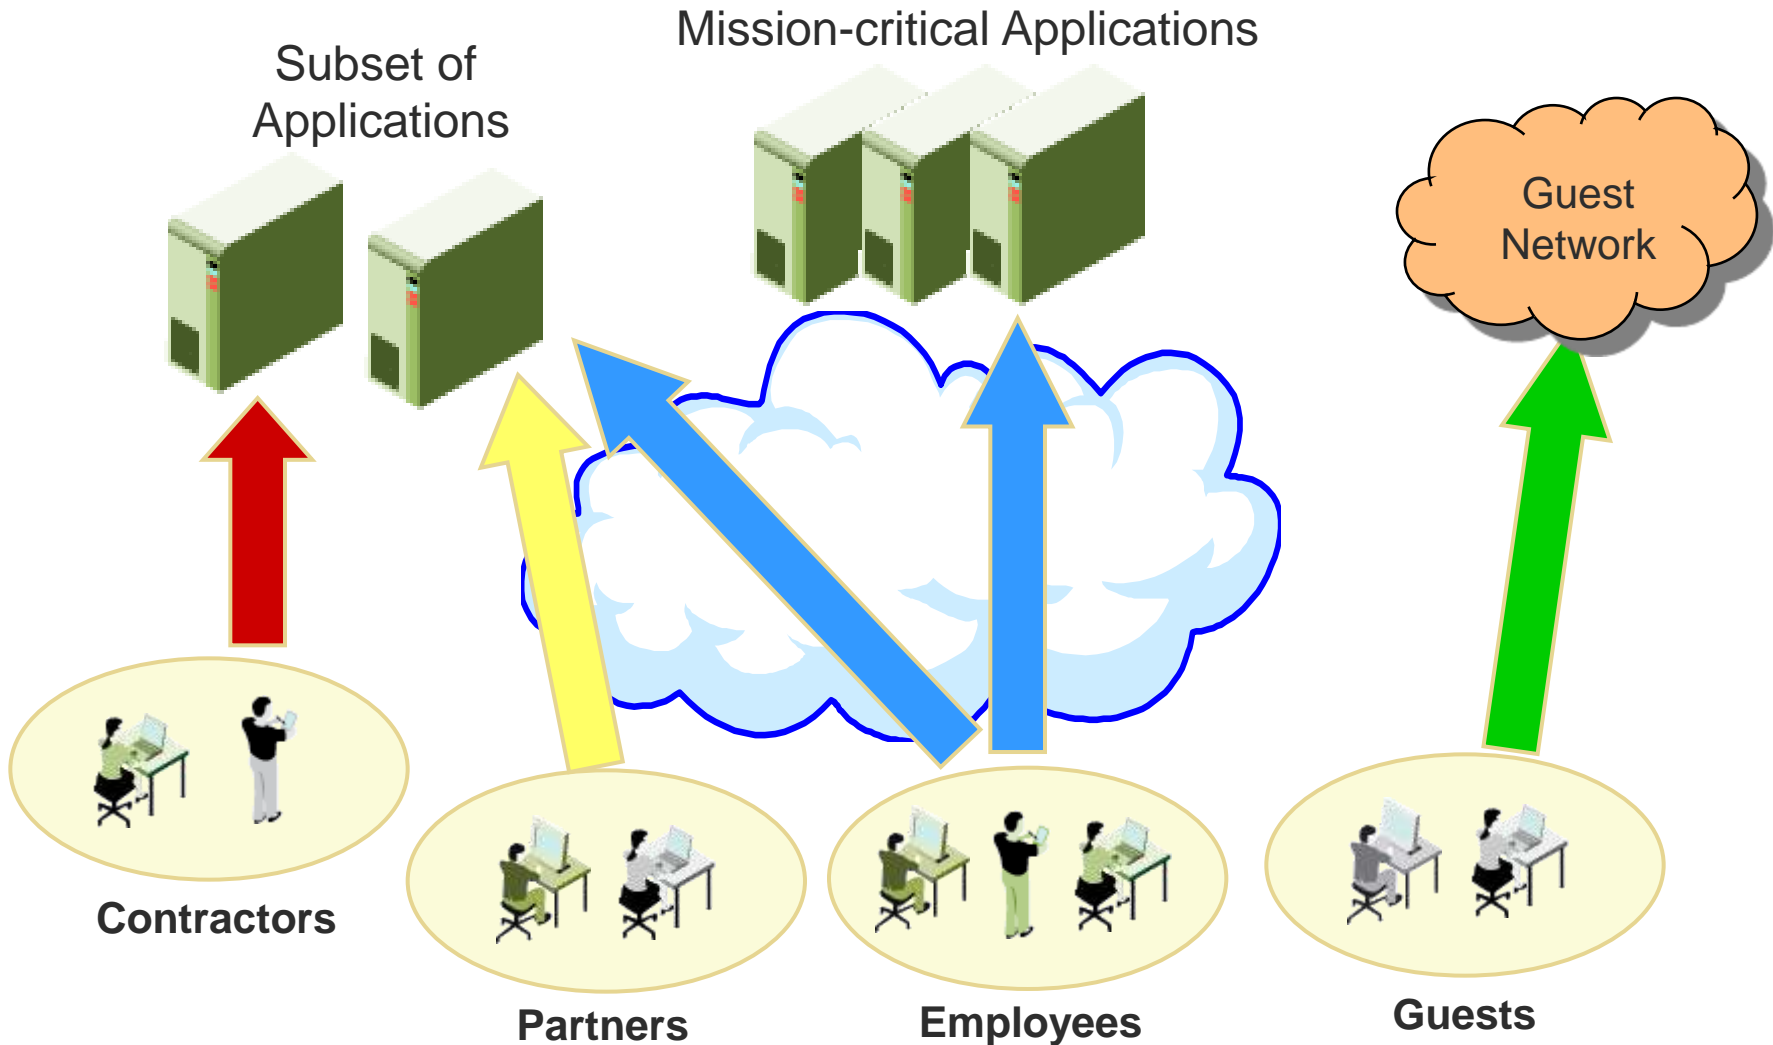 Mission-critical Applications
Subset of
Applications
Guest
Network
Contractors
Partners
Employees
Guests